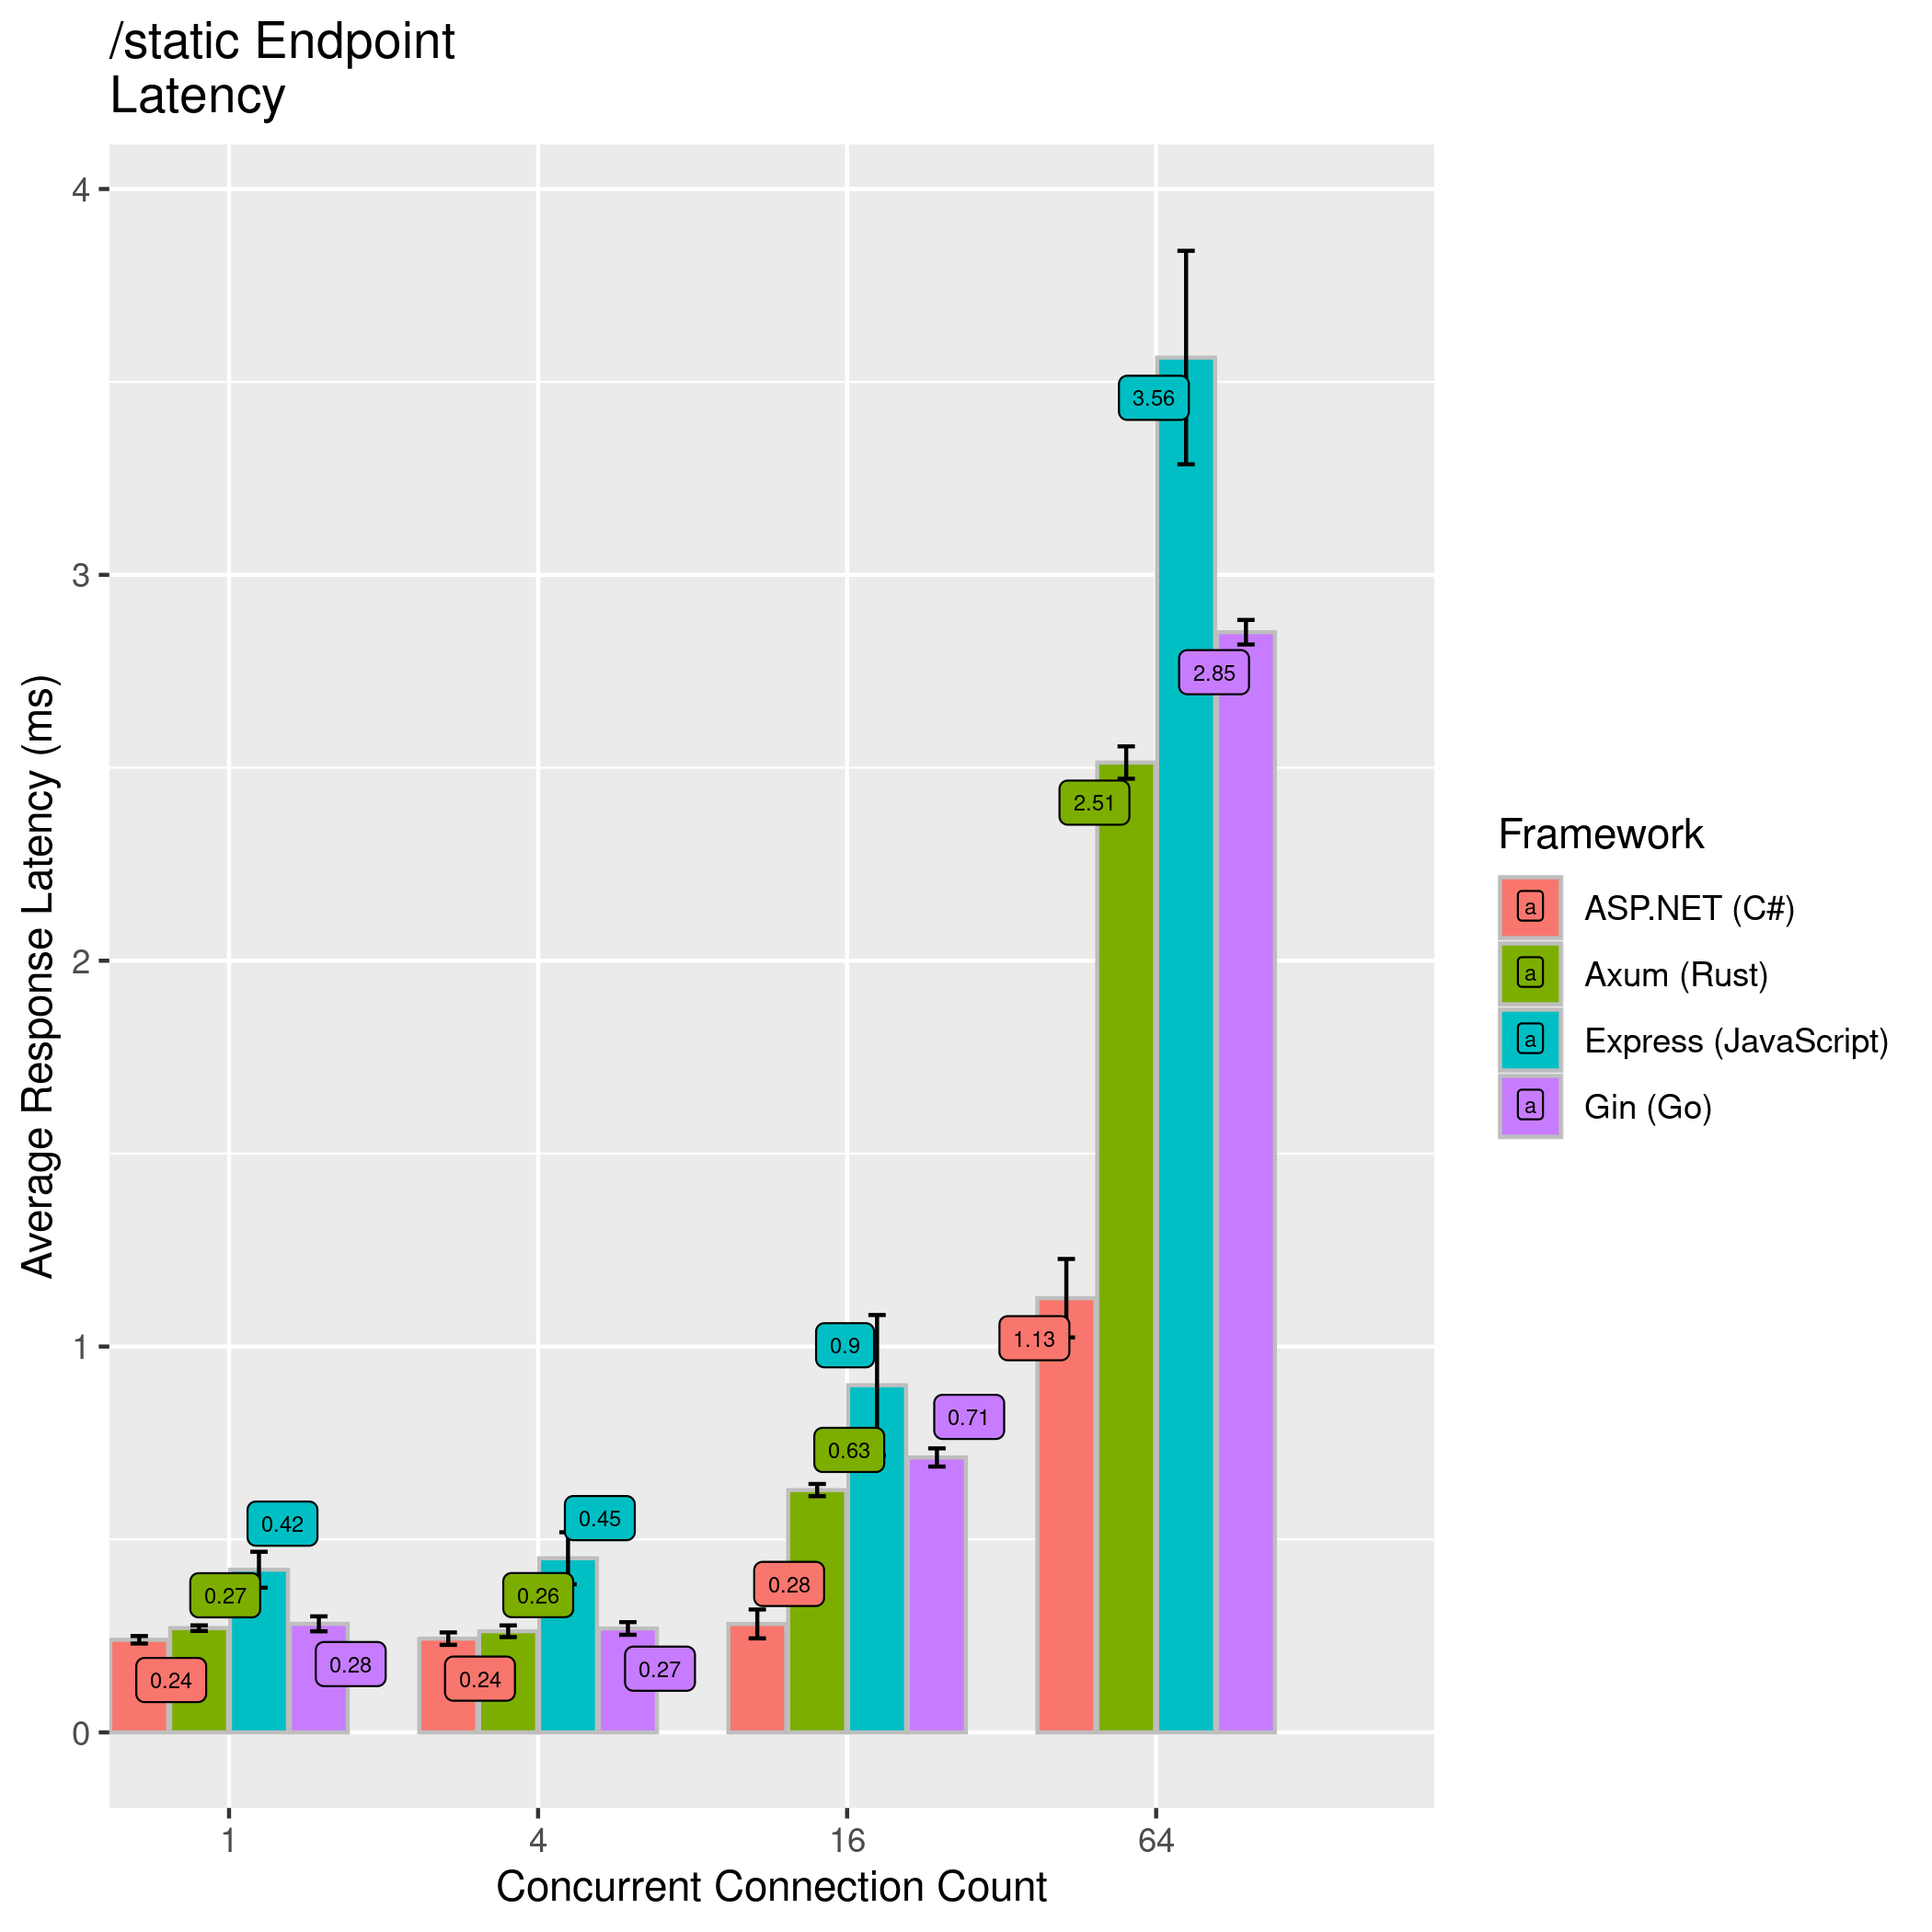 /static Endpoint
Latency
Average Response Latency (ms)
4
3
2
1
0
3.56
2.85
2.51
1.13
0.9
0.71
0.63
0.28
0.45
0.42
0.27
0.26
0.24
0.28
0.24
0.27
1
4
16
64
Concurrent Connection Count
Framework
a ASP.NET (C#)
a Axum (Rust)
a Express (JavaScript)
a Gin (Go)